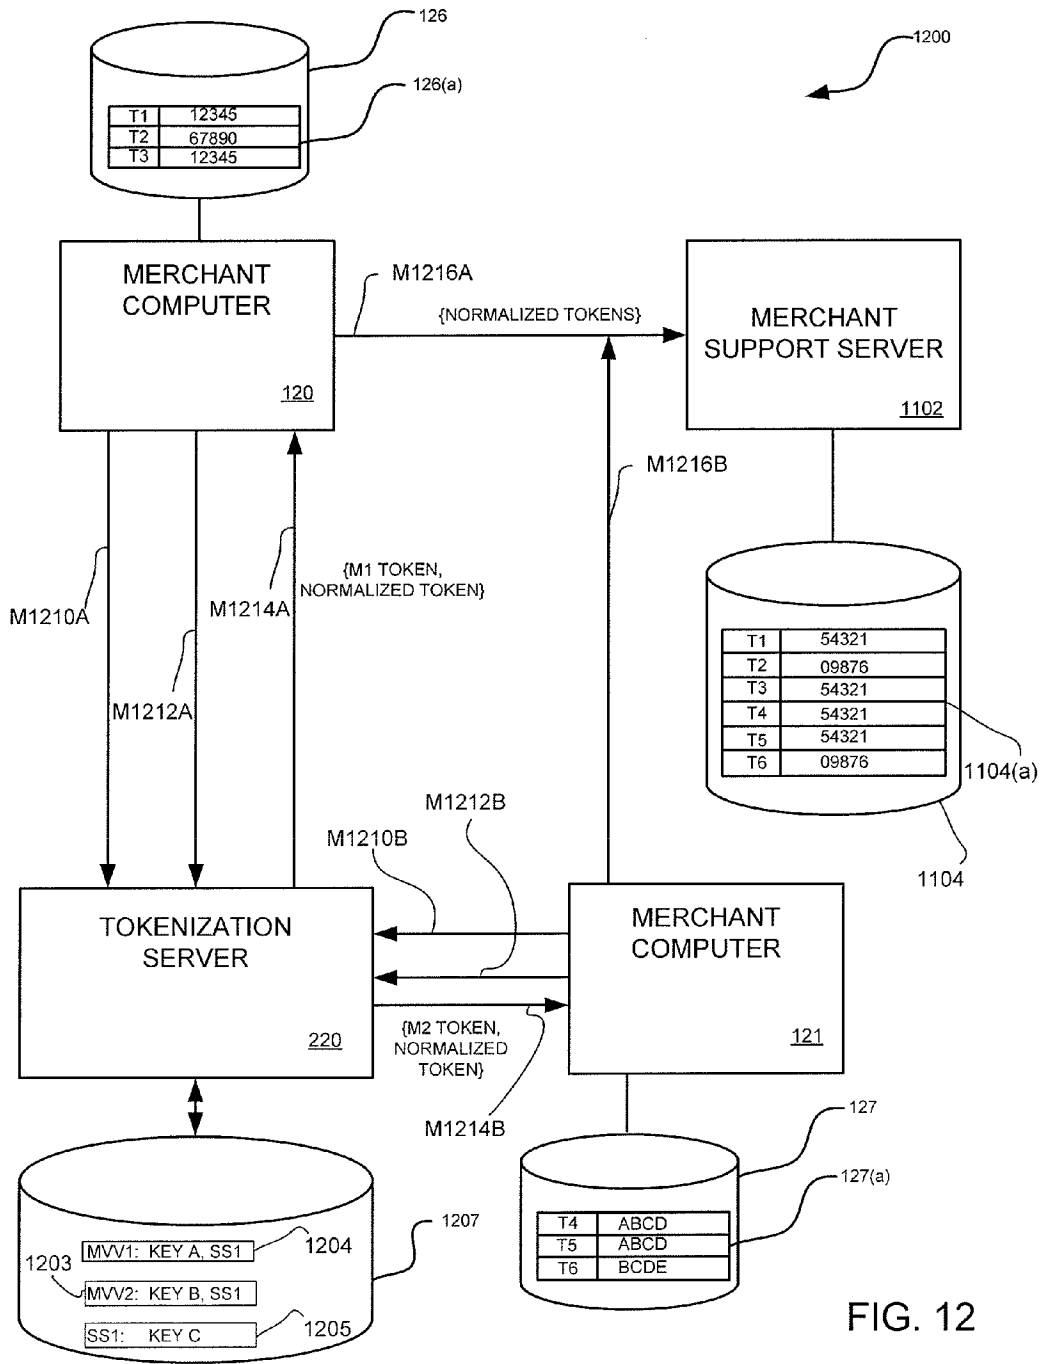 126
1200
126(a)
T1 12345
T2 67890
T3 12345
MERCHANT
COMPUTER
120
M1216A
{NORMALIZED TOKENS}
MERCHANT
SUPPORT SERVER
1102
M1216B
{M1 TOKEN,
NORMALIZED TOKEN}
M1210A
M1214A
M1212A
T1 54321
T2 09876
T3 54321
T4 54321
T5 54321
T6 09876
1104(a)
1104
M1212B
M1210B
TOKENIZATION
SERVER
220
MERCHANT
COMPUTER
121
{M2 TOKEN,
NORMALIZED
TOKEN}
M1214B
127
127(a)
T4 ABCD
T5 ABCD
T6 BCDE
1207
1204
MVV1: KEY A, SS1
1203
MVV2: KEY B, SS1
SS1: KEY C
1205
FIG. 12